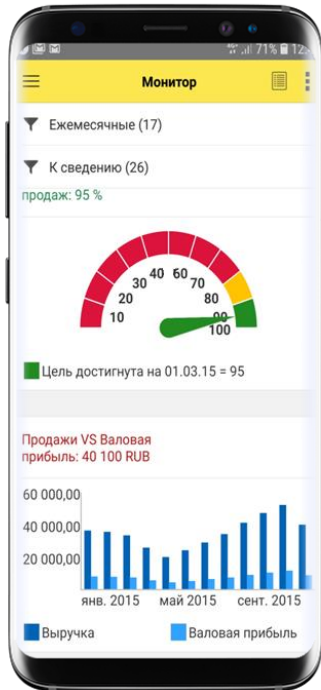 71% 12
Монитор
Ежемесячные (17)
К сведению (26)
продаж: 95 %
40 60
30 70
20 80
10 90
100
Цель достигнута на 01.03.15 = 95
Продажи VS Валовая
прибыль: 40 100 RUB
60 000,00
40 000,00
20 000,00
янв. 2015 май 2015 сент. 2015
Выручка Валовая прибыль